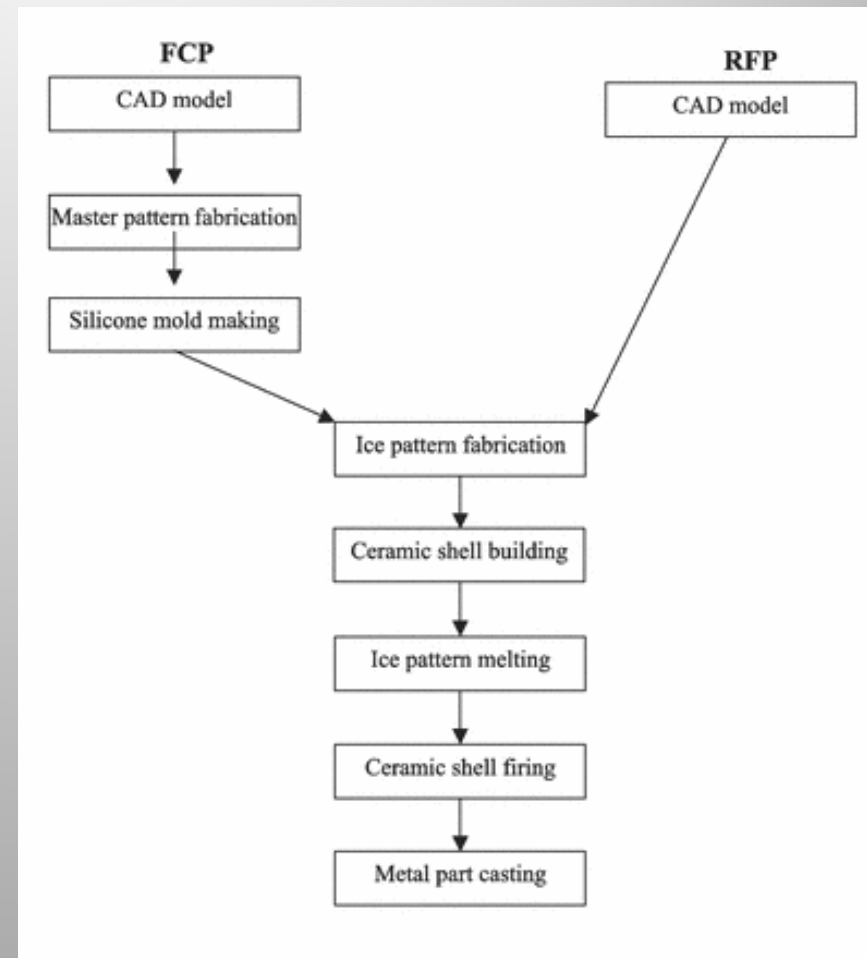 FCP
CAD model
Master pattern fabrication
Silicone mold making
RFP
CAD model
Ice pattern fabrication
Ceramic shell building
Ice pattern melting
Ceramic shell firing
Metal part casting